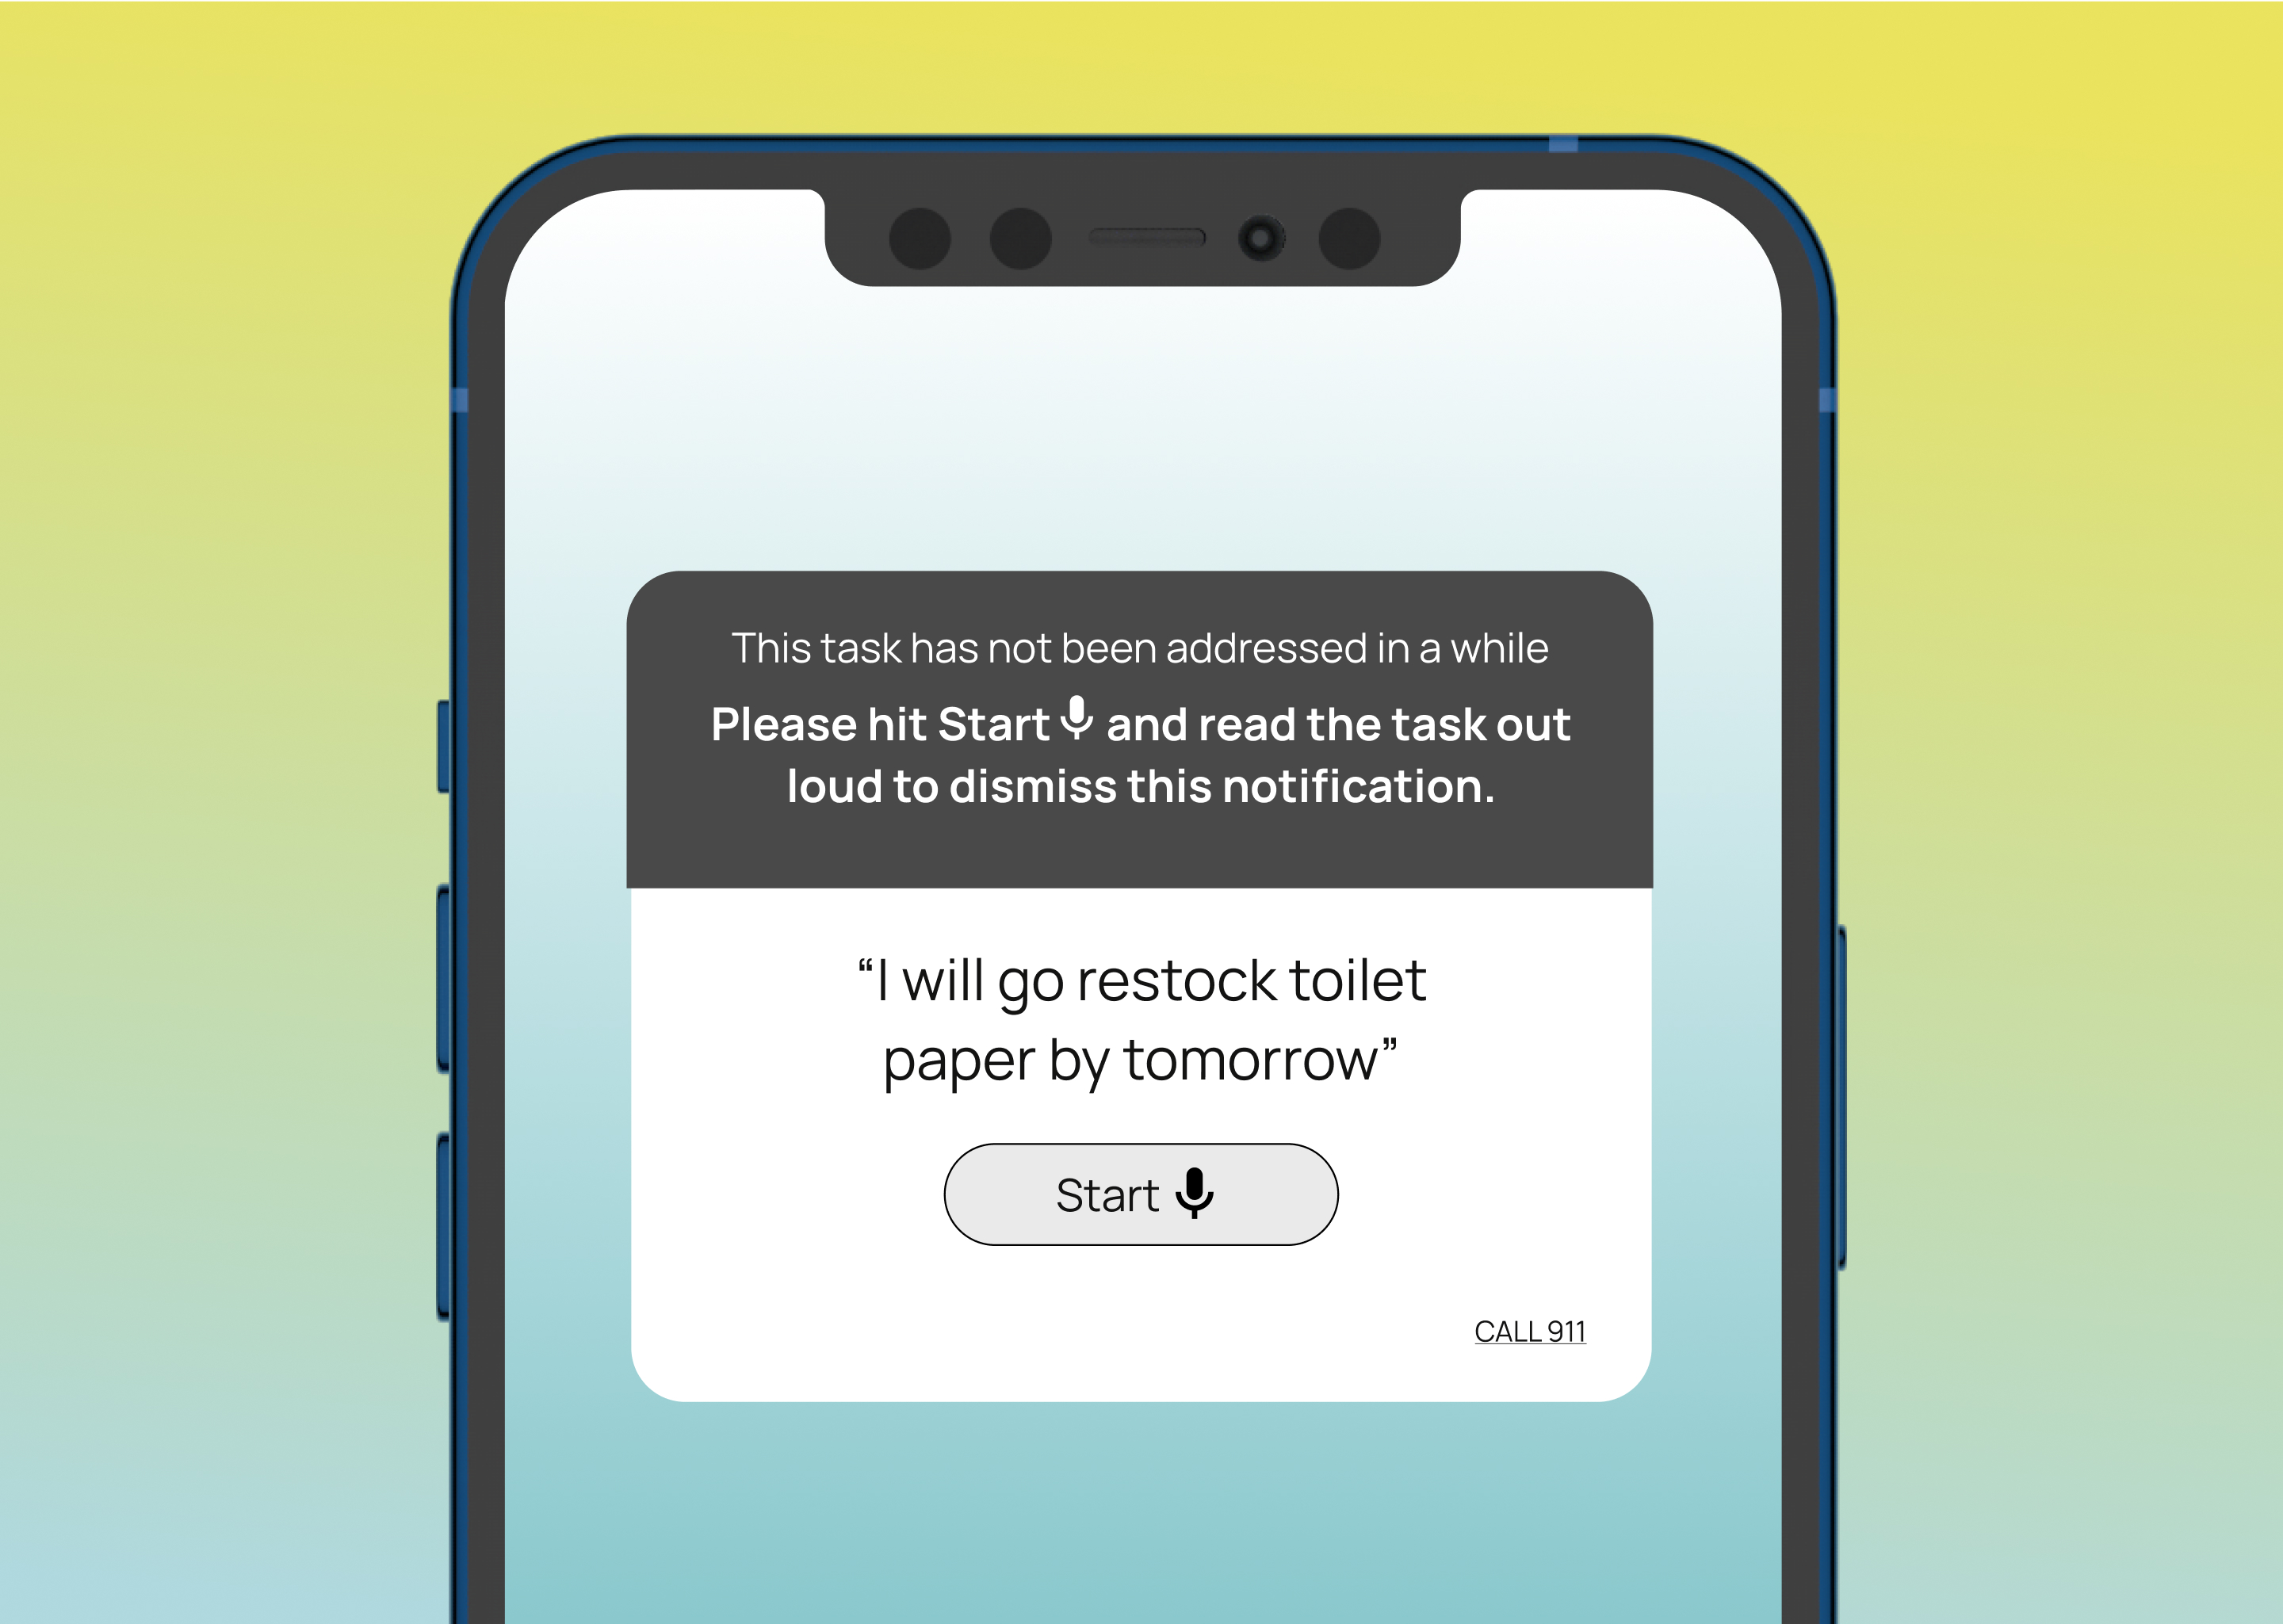 This task has not been addressed in a while
Please hit Start and read the task out
loud to dismiss this notification.
“I will go restock toilet
paper by tomorrow”
Start
CALL 911